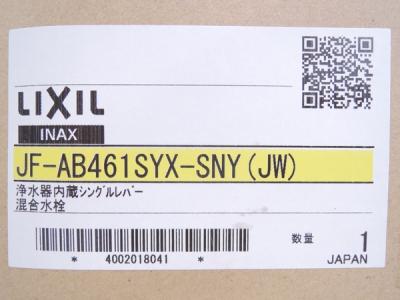 LIXIL
INAX
JF-AB461SYX-SNY(JW)
浄水器内蔵シングルレバー
混合水栓
* 4002018041 *
数量 1
JAPAN